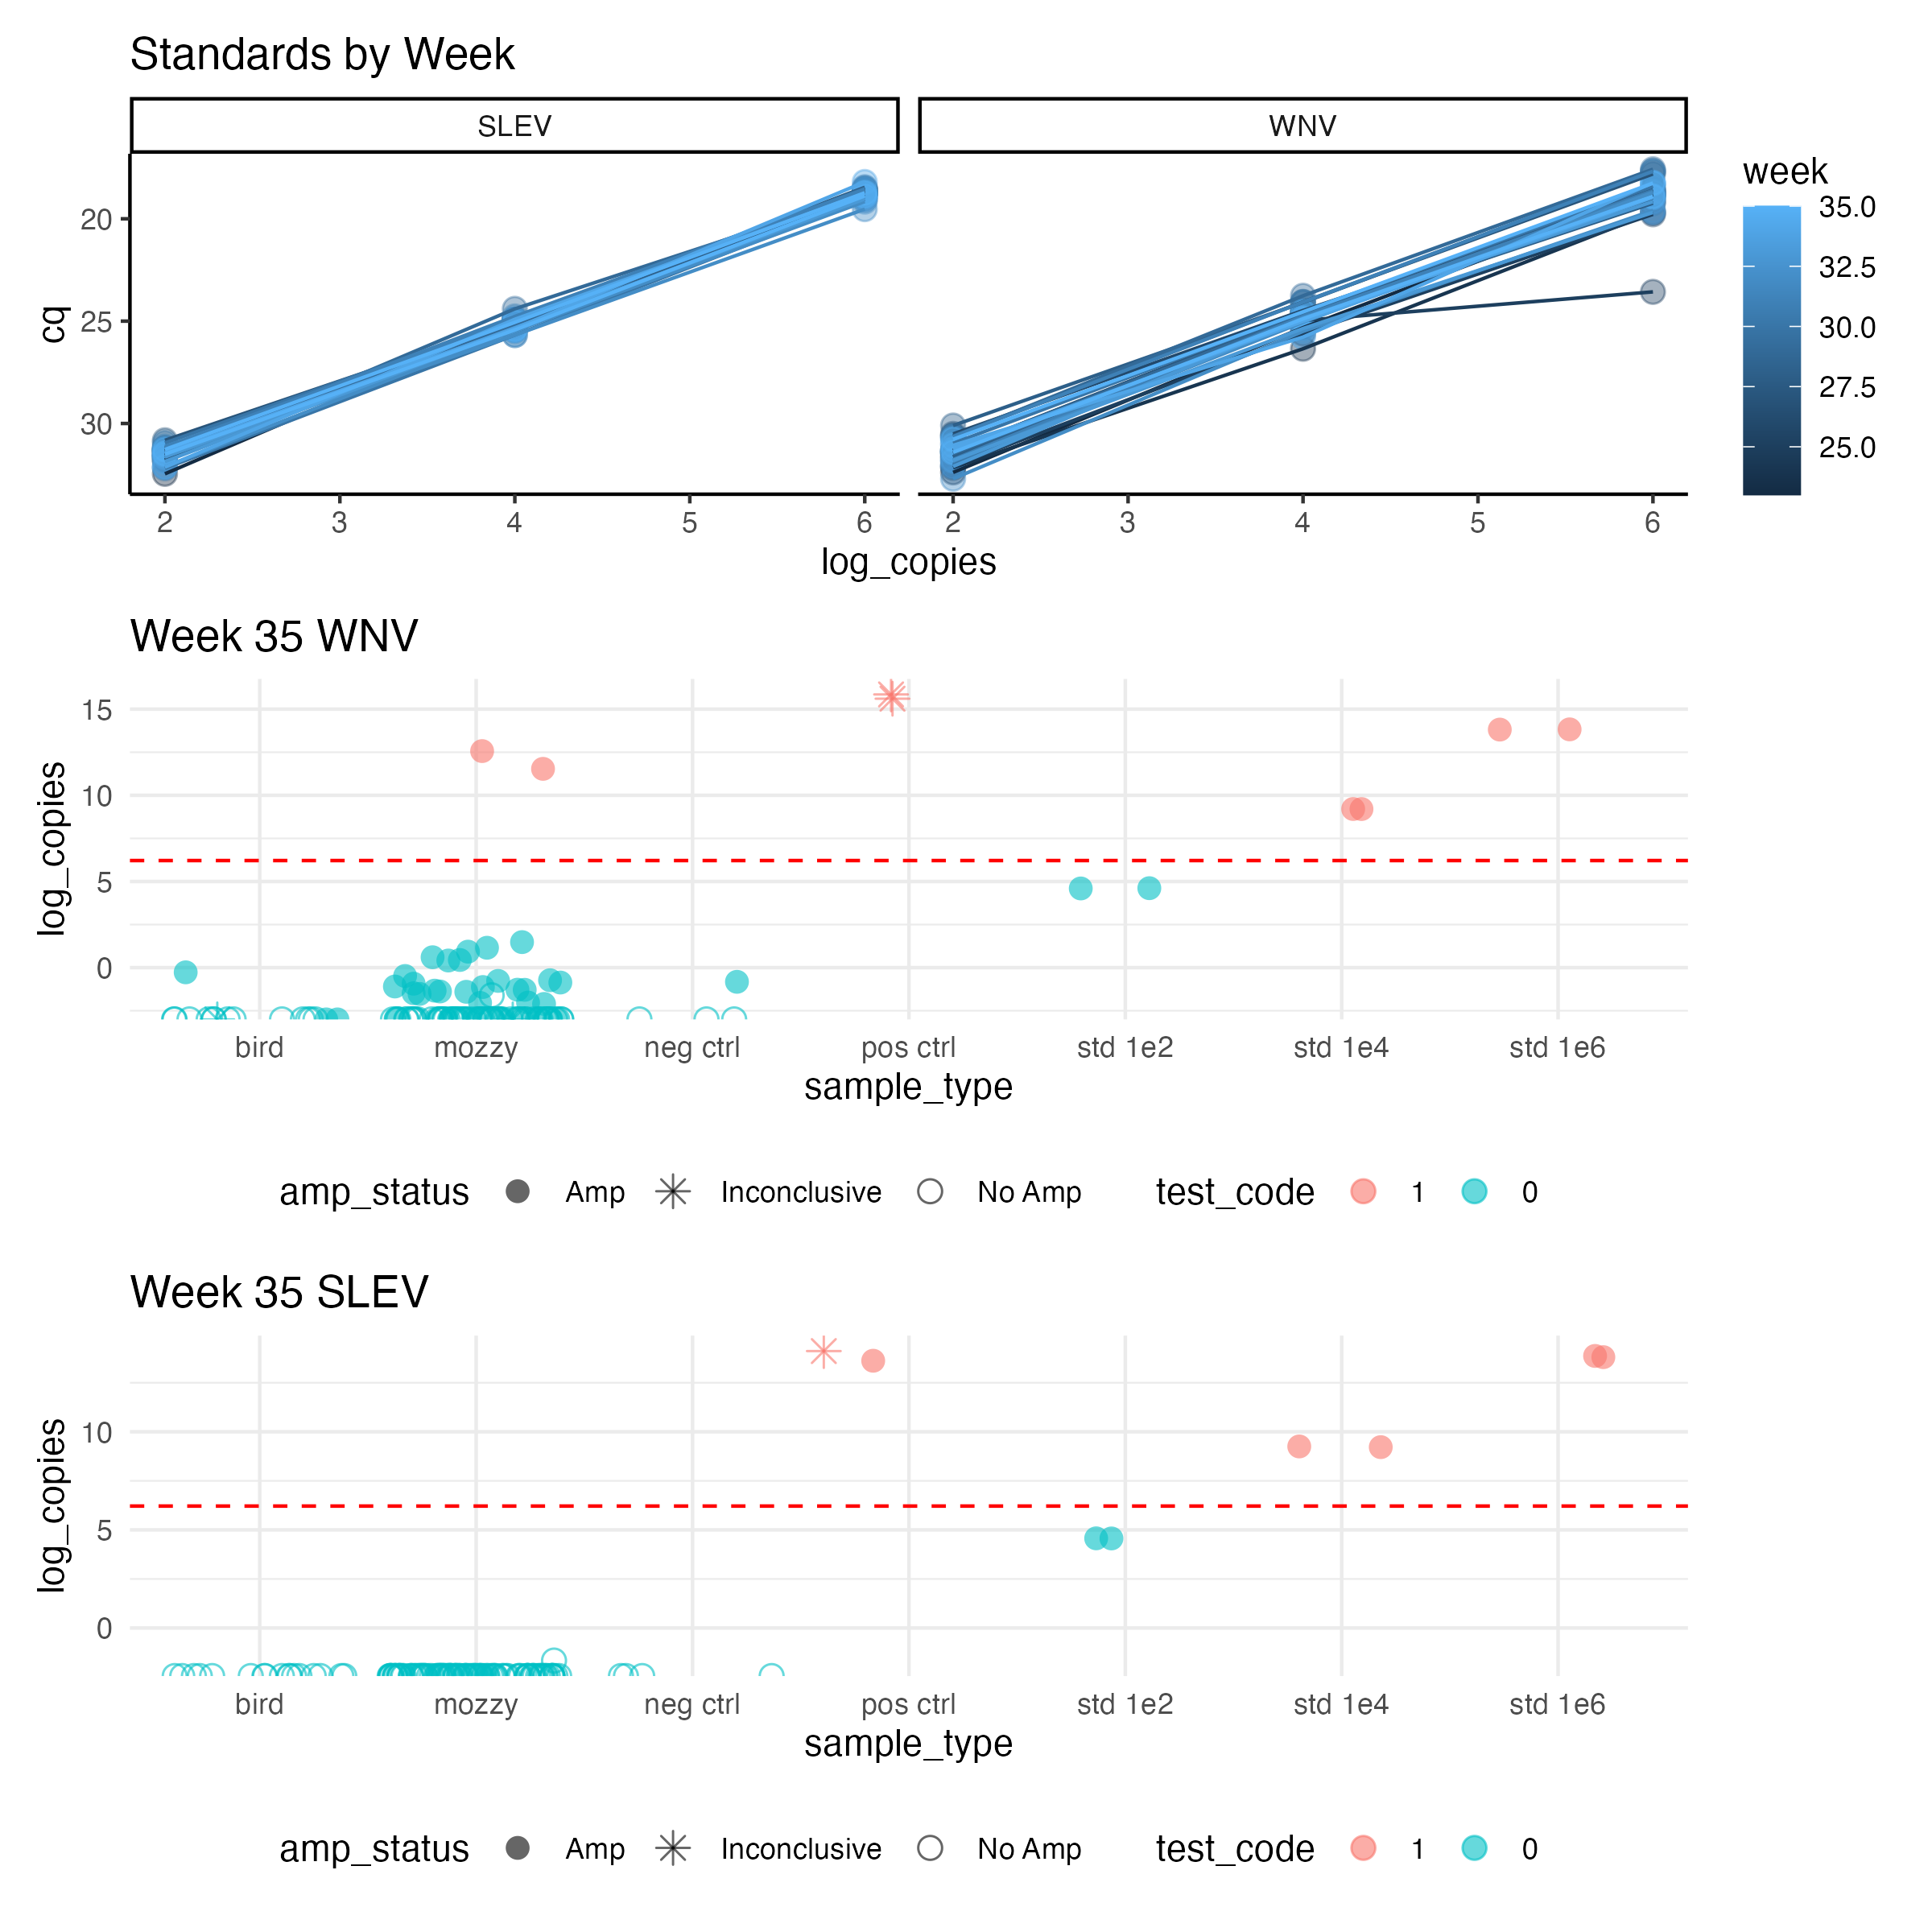 Standards by Week
SLEV
WNV
cq
20
25
30
2 3 4 5 6
2 3 4 5 6
log_copies
week
35.0
32.5
30.0
27.5
25.0
Week 35 WNV
log_copies
15
10
5
0
bird mozzy neg ctrl pos ctrl std 1e2 std 1e4 std 1e6
sample_type
amp_status Amp Inconclusive No Amp test_code 1 0
Week 35 SLEV
log_copies
10
5
0
bird mozzy neg ctrl pos ctrl std 1e2 std 1e4 std 1e6
sample_type
amp_status Amp Inconclusive No Amp test_code 1 0